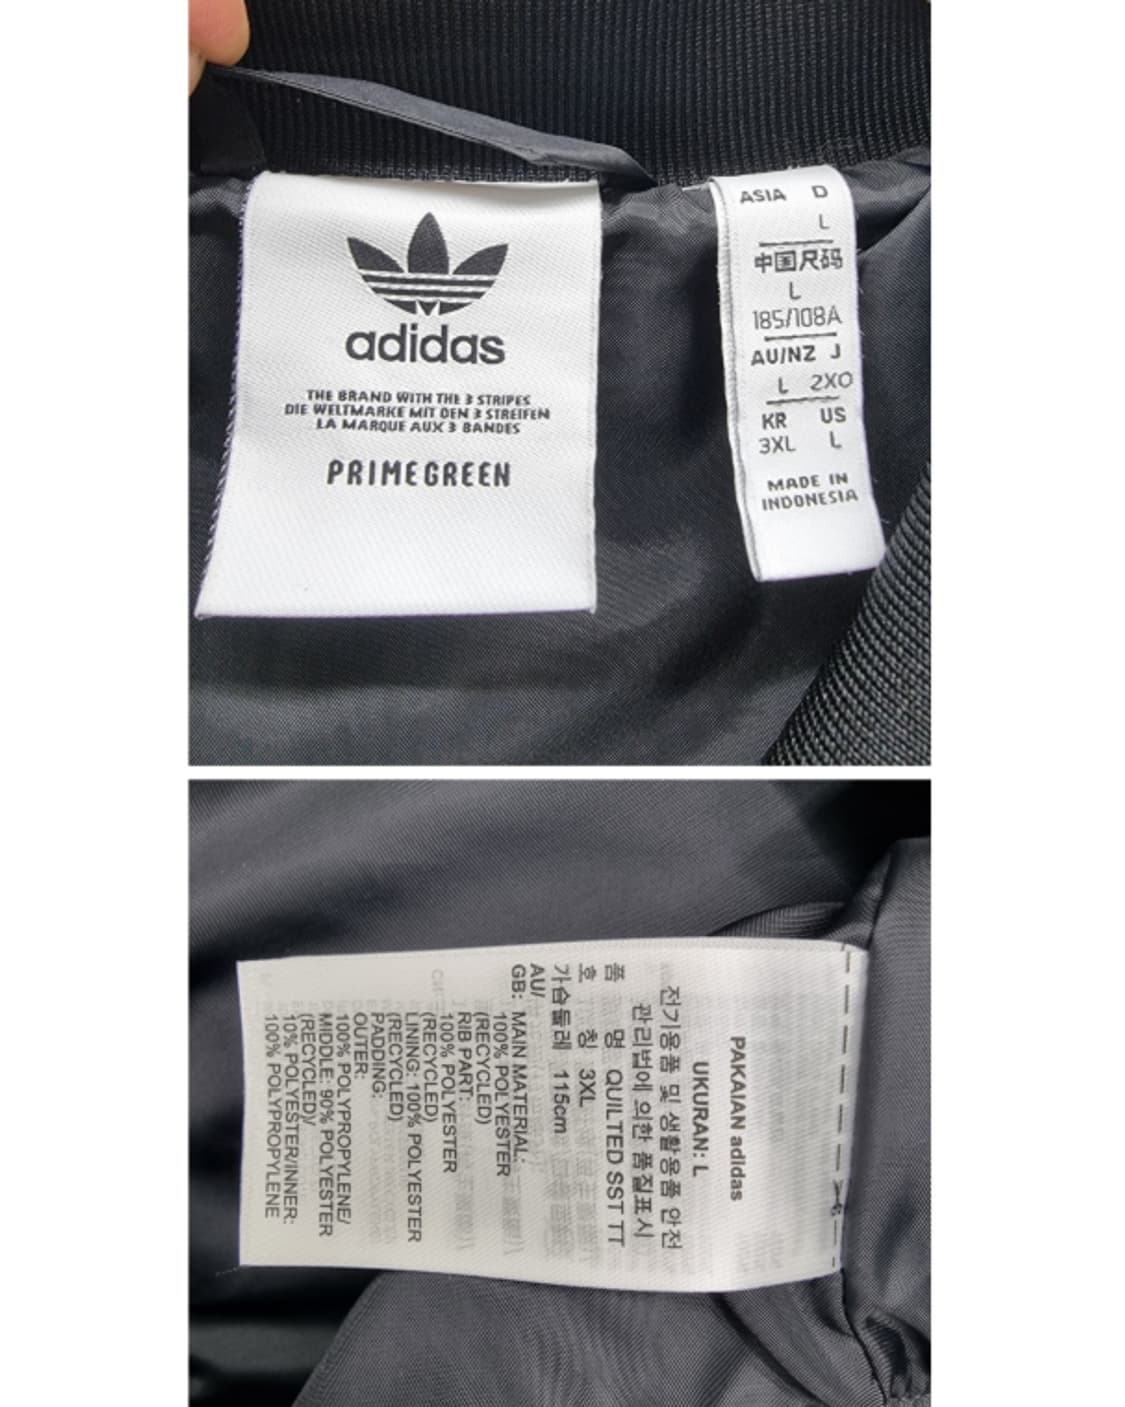 adidas
THE BRAND WITH THE 3 STRIPES
DIE WELTMARKE MIT DEN 3 STREIFEN
LA MARQUE AUX 3 BANDES
PRIMEGREEN
ASIA D
L
中国尺码
L
185/108A
AU/NZ J
L 2XO
KR US
3XL L
MADE IN
INDONESIA
PAKAIAN adidas
UKURAN: L
전기용품 및 생활용품 안전
관리법에 의한 품질표시
품 명 QUILTED SST TT
호 칭 3XL
가슴둘레 115cm
AU/
GB: MAIN MATERIAL:
100% POLYESTER
(RECYCLED)
RIB PART:
100% POLYESTER
(RECYCLED)
LINING: 100% POLYESTER
(RECYCLED)
PADDING:
OUTER:
100% POLYPROPYLENE/
MIDDLE: 90% POLYESTER
(RECYCLED)/
10% POLYESTER/INNER:
100% POLYPROPYLENE